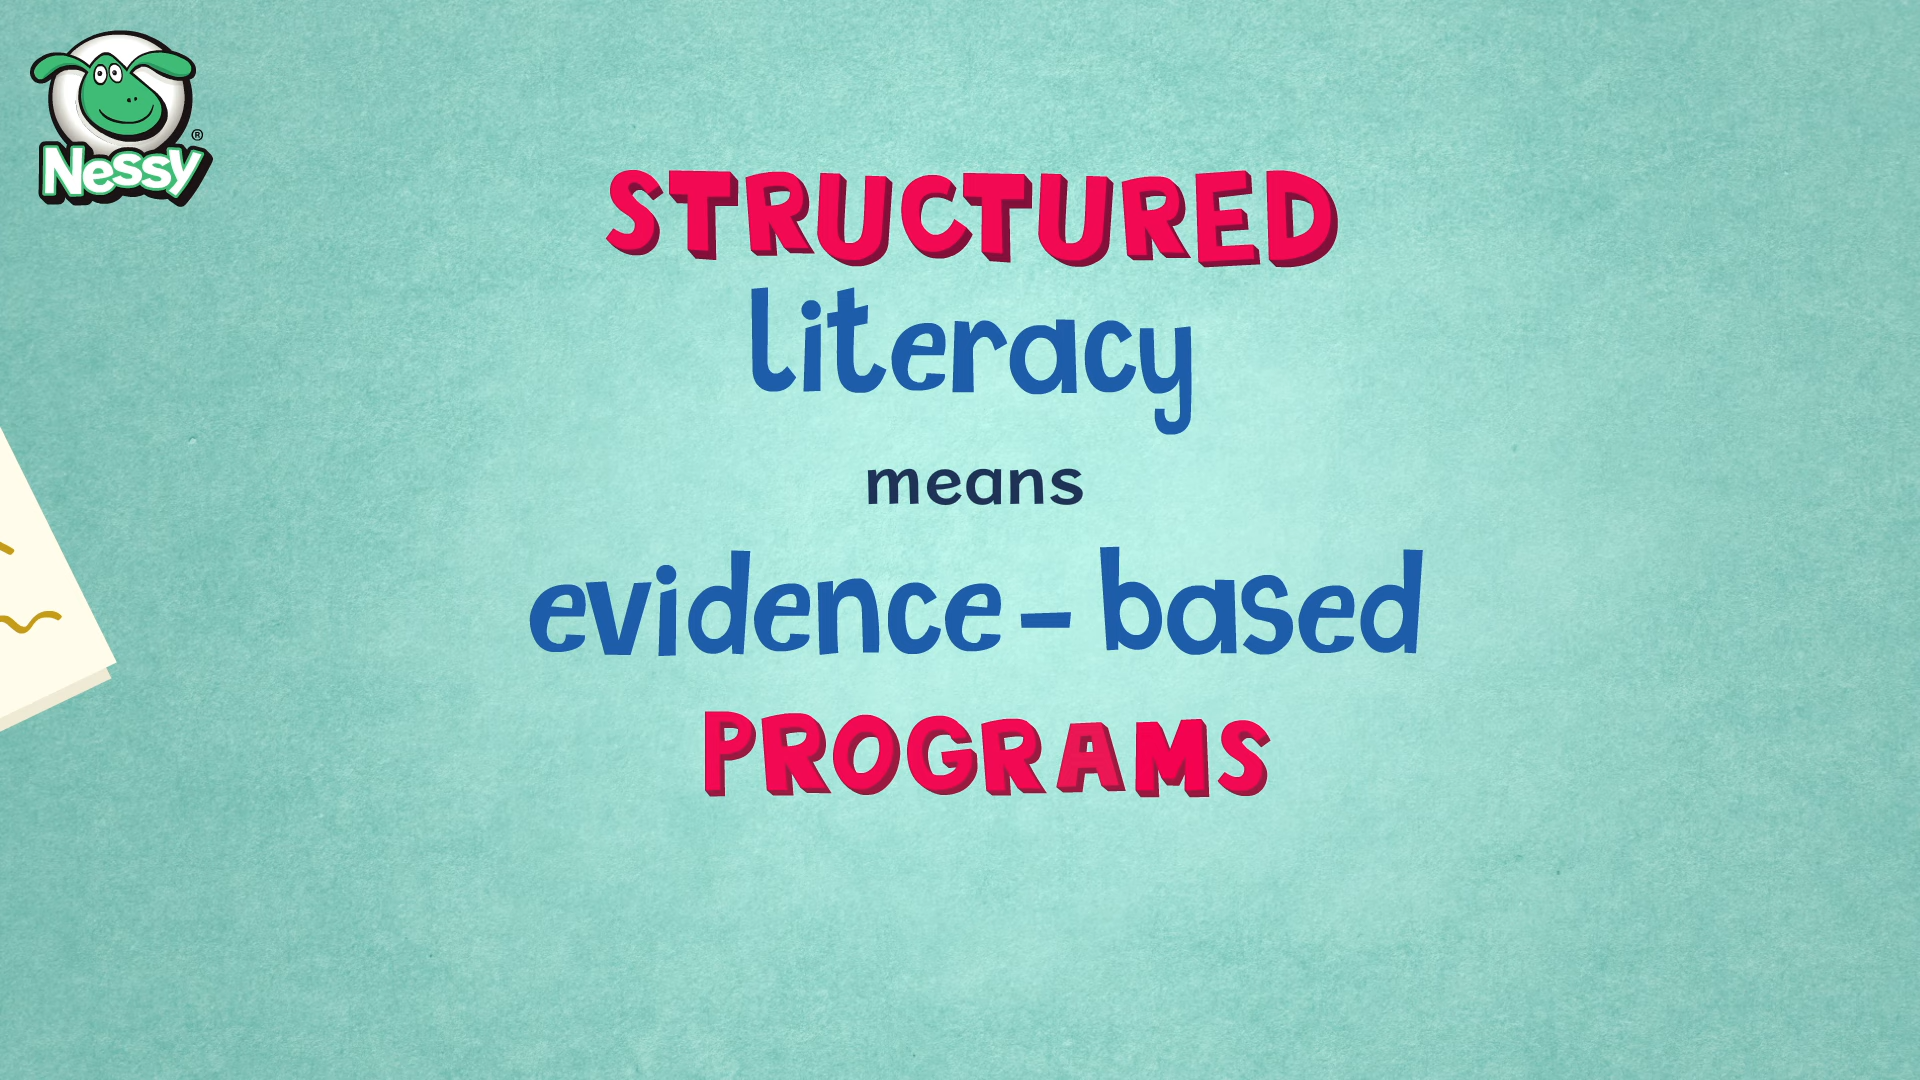 Nessy®
STRUCTURED
literacy
means
evidence-based
PROGRAMS